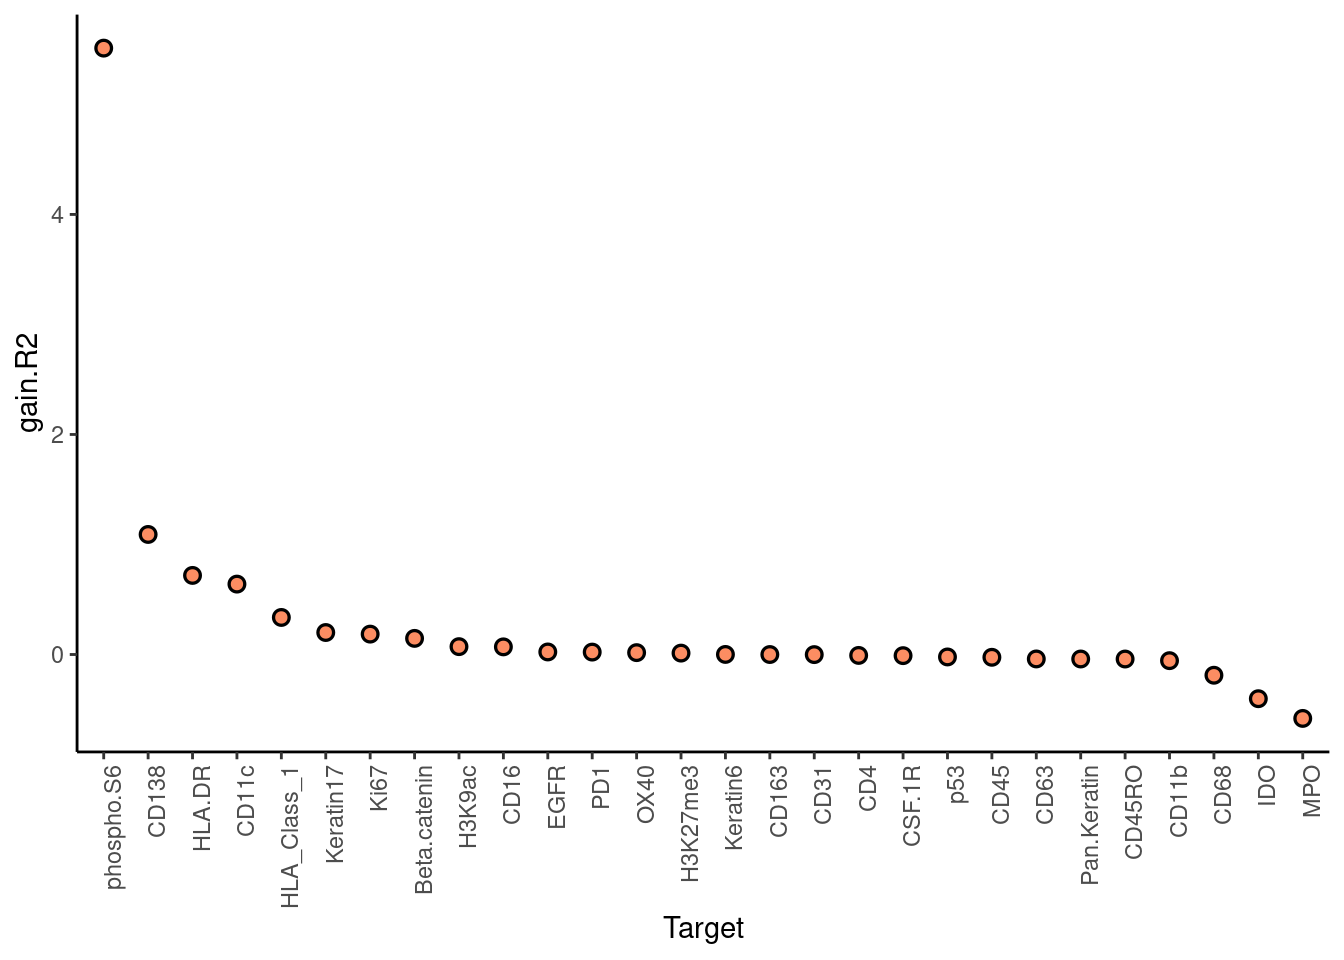 gain.R2
4
2
0
phospho.S6
CD138
HLA.DR
CD11c
HLA_Class_1
Keratin17
Ki67
Beta.catenin
H3K9ac
CD16
EGFR
PD1
OX40
H3K27me3
Keratin6
CD163
CD31
CD4
CSF.1R
p53
CD45
CD63
Pan.Keratin
CD45RO
CD11b
CD68
IDO
MPO
Target